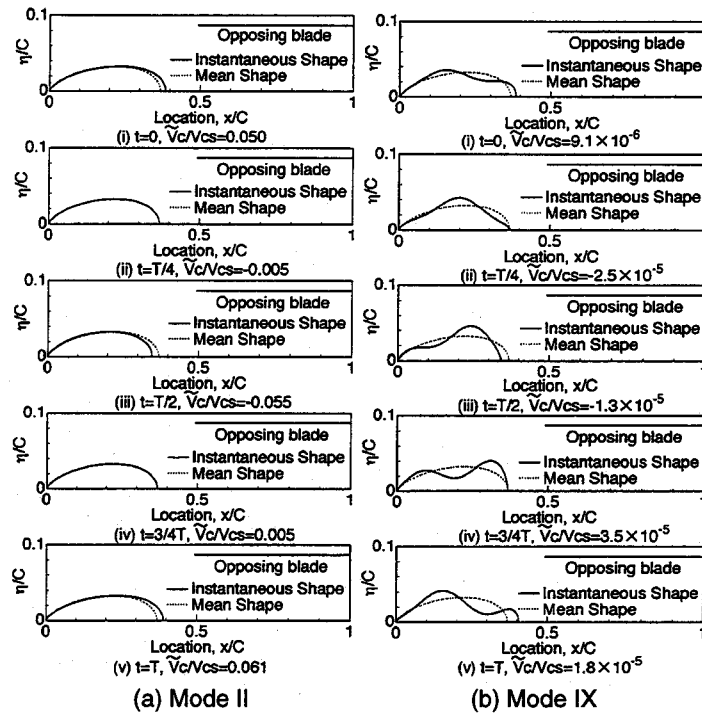 0.1
η/C
0
Opposing blade
Instantaneous Shape
Mean Shape
0
0.5
1
Location, x/C
(i) t=0, Ṽc/Vcs=0.050
0.1
η/C
0
Opposing blade
Instantaneous Shape
Mean Shape
0
0.5
1
Location, x/C
(ii) t=T/4, Ṽc/Vcs=-0.005
0.1
η/C
0
Opposing blade
Instantaneous Shape
Mean Shape
0
0.5
1
Location, x/C
(iii) t=T/2, Ṽc/Vcs=-0.055
0.1
η/C
0
Opposing blade
Instantaneous Shape
Mean Shape
0
0.5
1
Location, x/C
(iv) t=3/4T, Ṽc/Vcs=0.005
0.1
η/C
0
Opposing blade
Instantaneous Shape
Mean Shape
0
0.5
1
Location, x/C
(v) t=T, Ṽc/Vcs=0.061
(a) Mode II
0.1
η/C
0
Opposing blade
Instantaneous Shape
Mean Shape
0
0.5
1
Location, x/C
(i) t=0, Ṽc/Vcs=9.1×10⁻⁶
0.1
η/C
0
Opposing blade
Instantaneous Shape
Mean Shape
0
0.5
1
Location, x/C
(ii) t=T/4, Ṽc/Vcs=-2.5×10⁻⁵
0.1
η/C
0
Opposing blade
Instantaneous Shape
Mean Shape
0
0.5
1
Location, x/C
(iii) t=T/2, Ṽc/Vcs=-1.3×10⁻⁵
0.1
η/C
0
Opposing blade
Instantaneous Shape
Mean Shape
0
0.5
1
Location, x/C
(iv) t=3/4T, Ṽc/Vcs=3.5×10⁻⁵
0.1
η/C
0
Opposing blade
Instantaneous Shape
Mean Shape
0
0.5
1
Location, x/C
(v) t=T, Ṽc/Vcs=1.8×10⁻⁵
(b) Mode IX